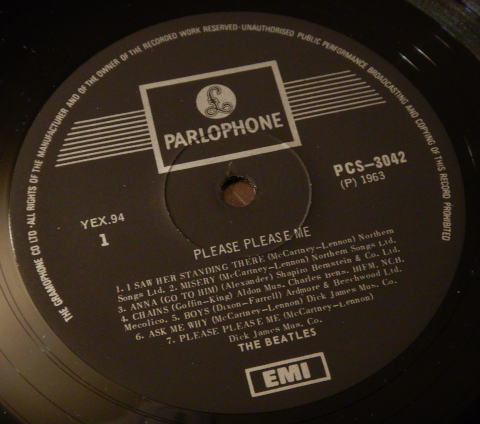 ALL RIGHTS OF THE MANUFACTURER AND OF THE OWNER OF THE RECORDED WORK RESERVED · UNAUTHORISED PUBLIC PERFORMANCE BROADCASTING AND COPYING OF THIS RECORD PROHIBITED
THE GRAMOPHONE CO LTD ·
£
PARLOPHONE
PCS-3042
(P) 1963
YEX.94
1
PLEASE PLEASE ME
1. I SAW HER STANDING THERE (McCartney-Lennon) Northern
Songs Ltd. 2. MISERY (McCartney-Lennon) Northern Songs Ltd.
3. ANNA (GO TO HIM) (Alexander) Shapiro Bernstein & Co. Ltd.
4. CHAINS (Goffin-King) Aldon Mus. Charles HIFM, NCB,
Mecolico. 5. BOYS (Dixon-Farrell) Ardmore & Beechwood Ltd.
6. ASK ME WHY (McCartney-Lennon) Dick James Mus. Co.
7. PLEASE PLEASE ME (McCartney-Lennon)
Dick James Mus. Co.
THE BEATLES
EMI